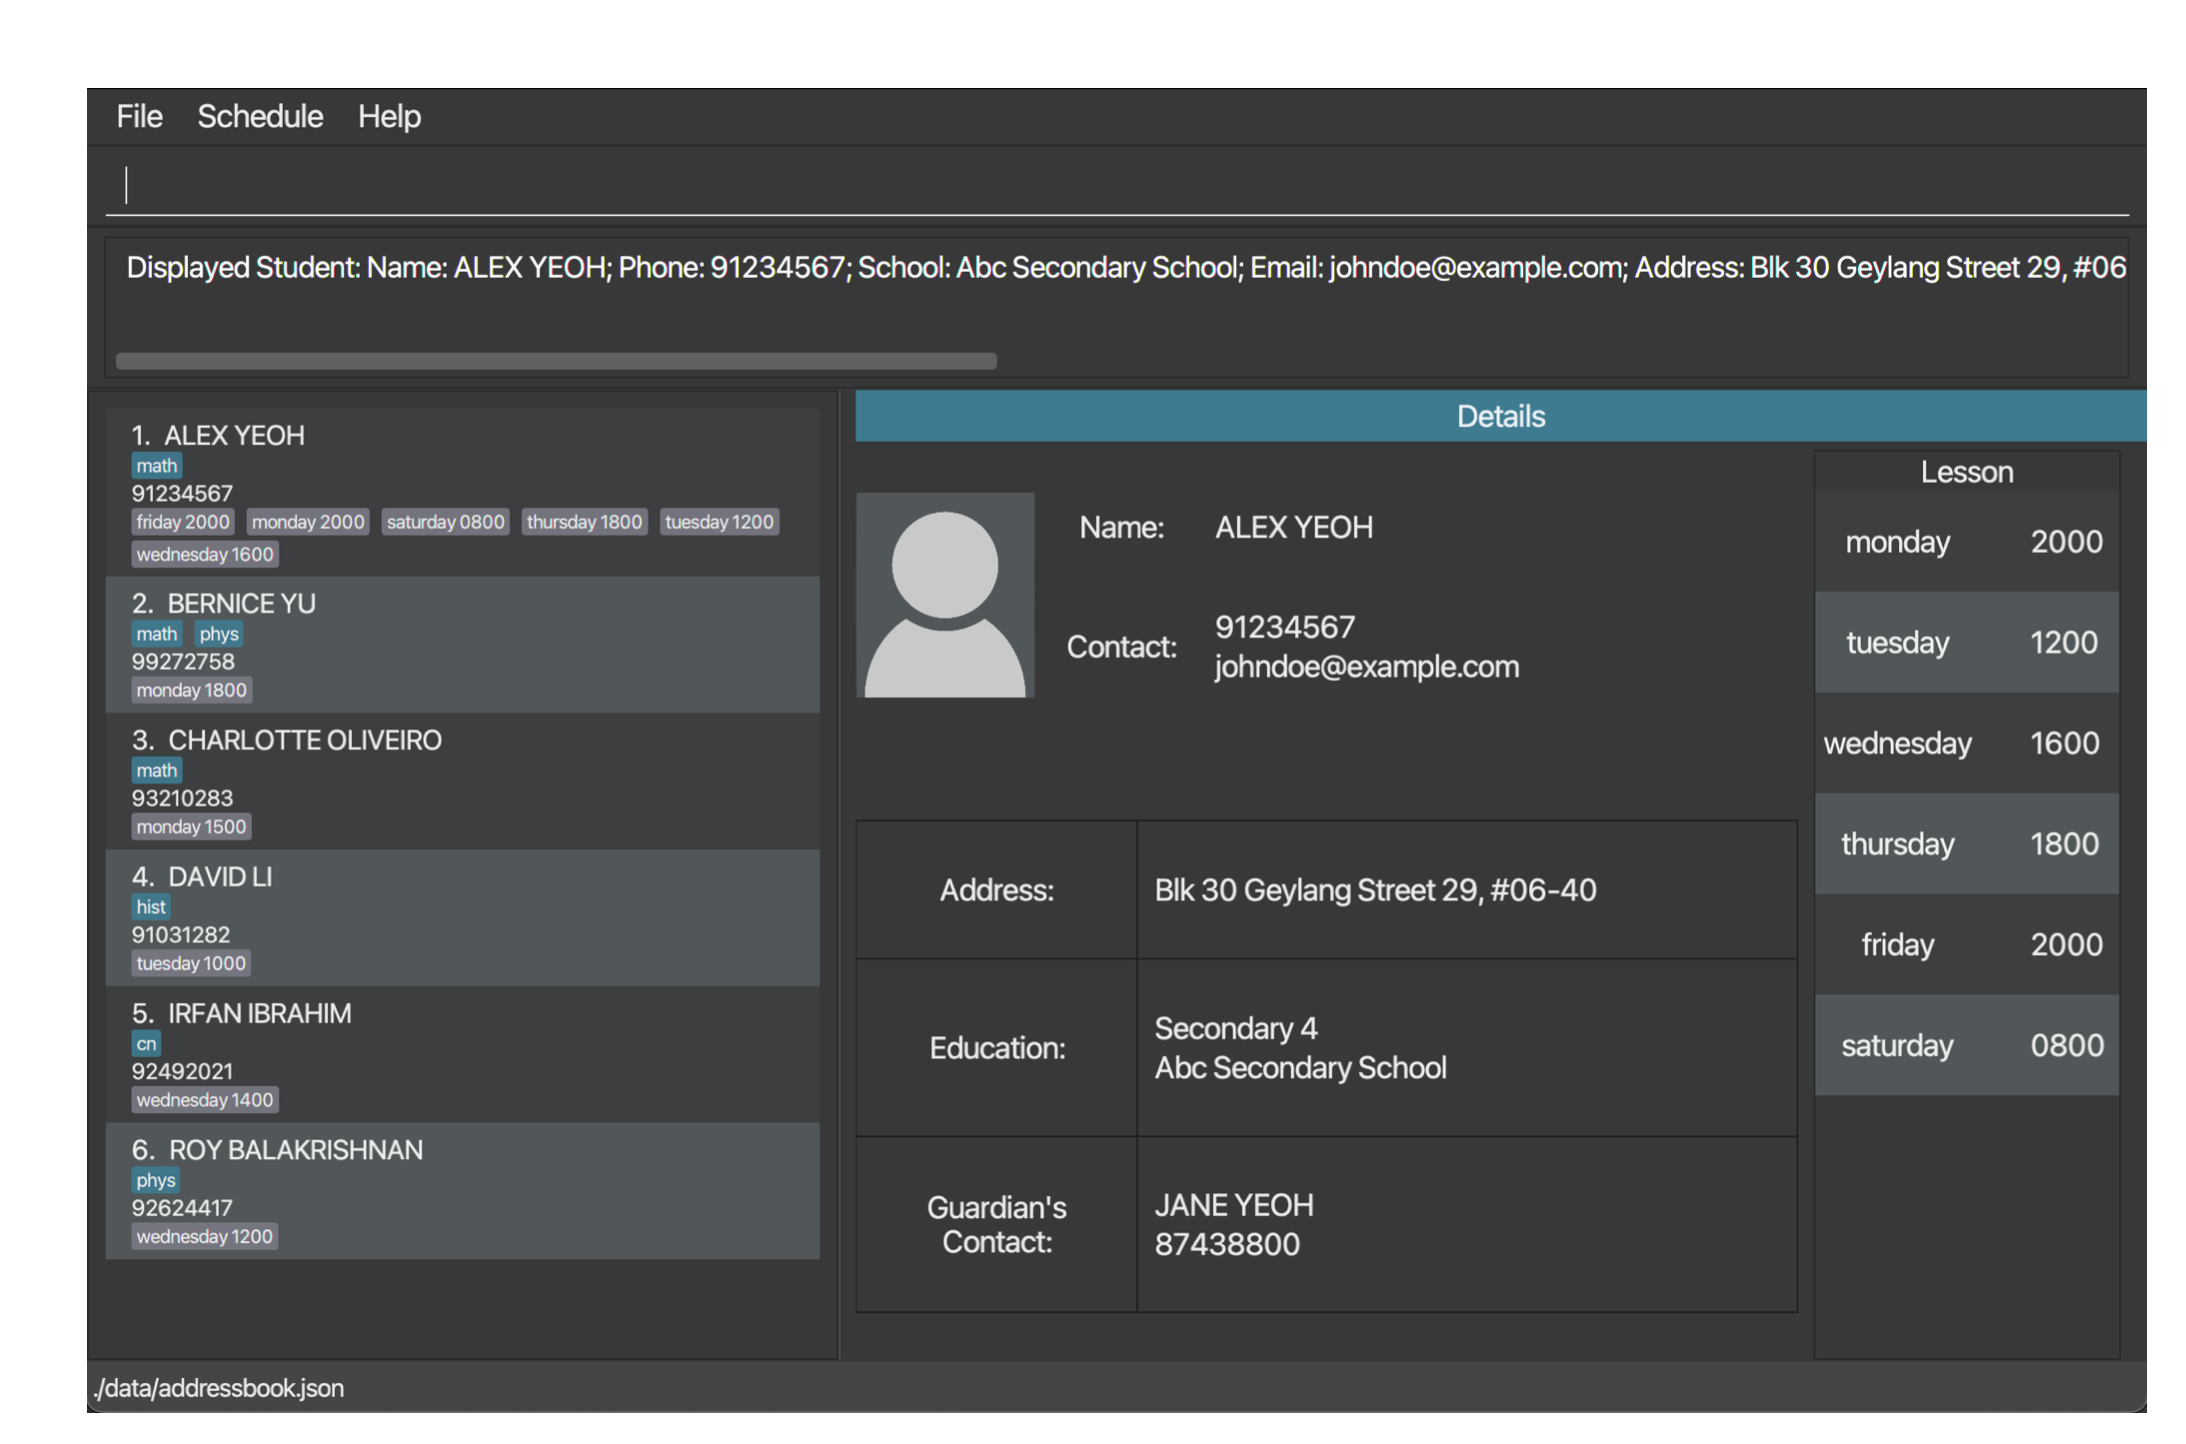 File Schedule Help
Displayed Student: Name: ALEX YEOH; Phone: 91234567; School: Abc Secondary School; Email: johndoe@example.com; Address: Blk 30 Geylang Street 29, #06
1. ALEX YEOH
math
91234567
friday 2000 monday 2000 saturday 0800 thursday 1800 tuesday 1200
wednesday 1600
2. BERNICE YU
math phys
99272758
monday 1800
3. CHARLOTTE OLIVEIRO
math
93210283
monday 1500
4. DAVID LI
hist
91031282
tuesday 1000
5. IRFAN IBRAHIM
cn
92492021
wednesday 1400
6. ROY BALAKRISHNAN
phys
92624417
wednesday 1200
Details
Name: ALEX YEOH
Contact: 91234567
johndoe@example.com
Address: Blk 30 Geylang Street 29, #06-40
Education: Secondary 4
Abc Secondary School
Guardian's Contact: JANE YEOH
87438800
Lesson
monday 2000
tuesday 1200
wednesday 1600
thursday 1800
friday 2000
saturday 0800
./data/addressbook.json